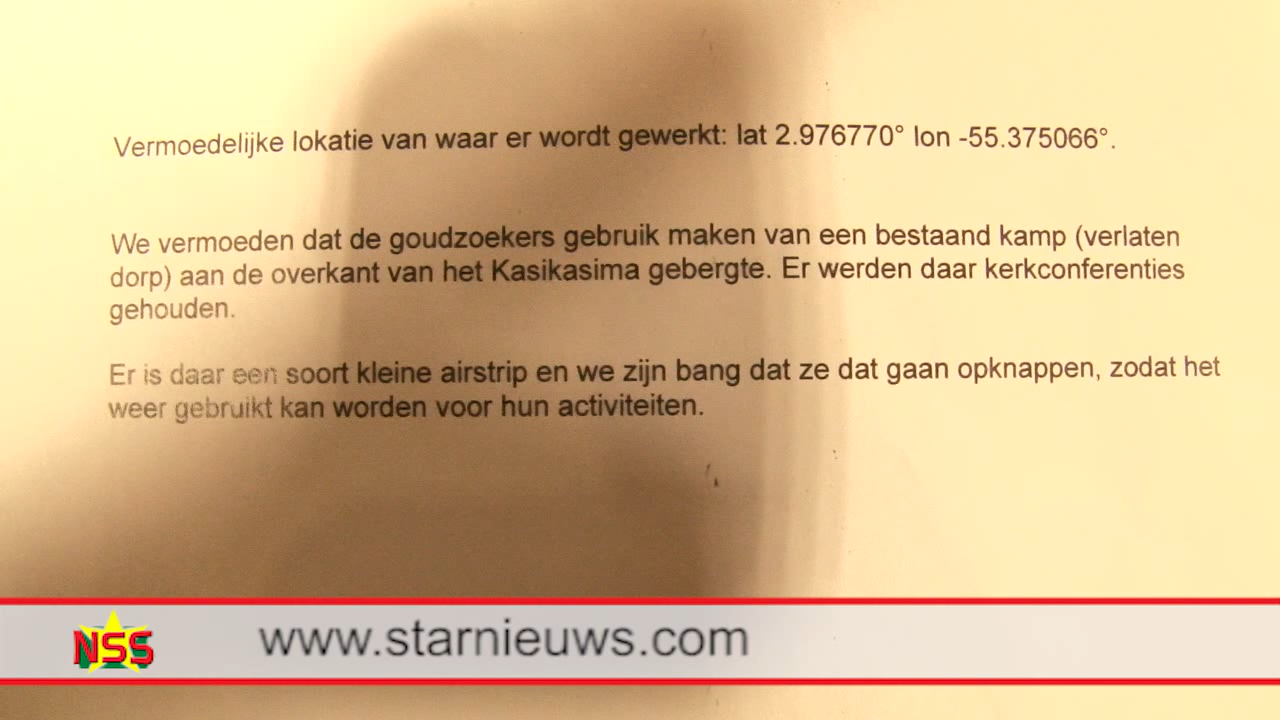 Vermoedelijke lokatie van waar er wordt gewerkt: lat 2.976770° lon -55.375066°.
We vermoeden dat de goudzoekers gebruik maken van een bestaand kamp (verlaten
dorp) aan de overkant van het Kasikasima gebergte. Er werden daar kerkconferenties
gehouden.
Er is daar een soort kleine airstrip en we zijn bang dat ze dat gaan opknappen, zodat het
weer gebruikt kan worden voor hun activiteiten.
NSS
www.starnieuws.com